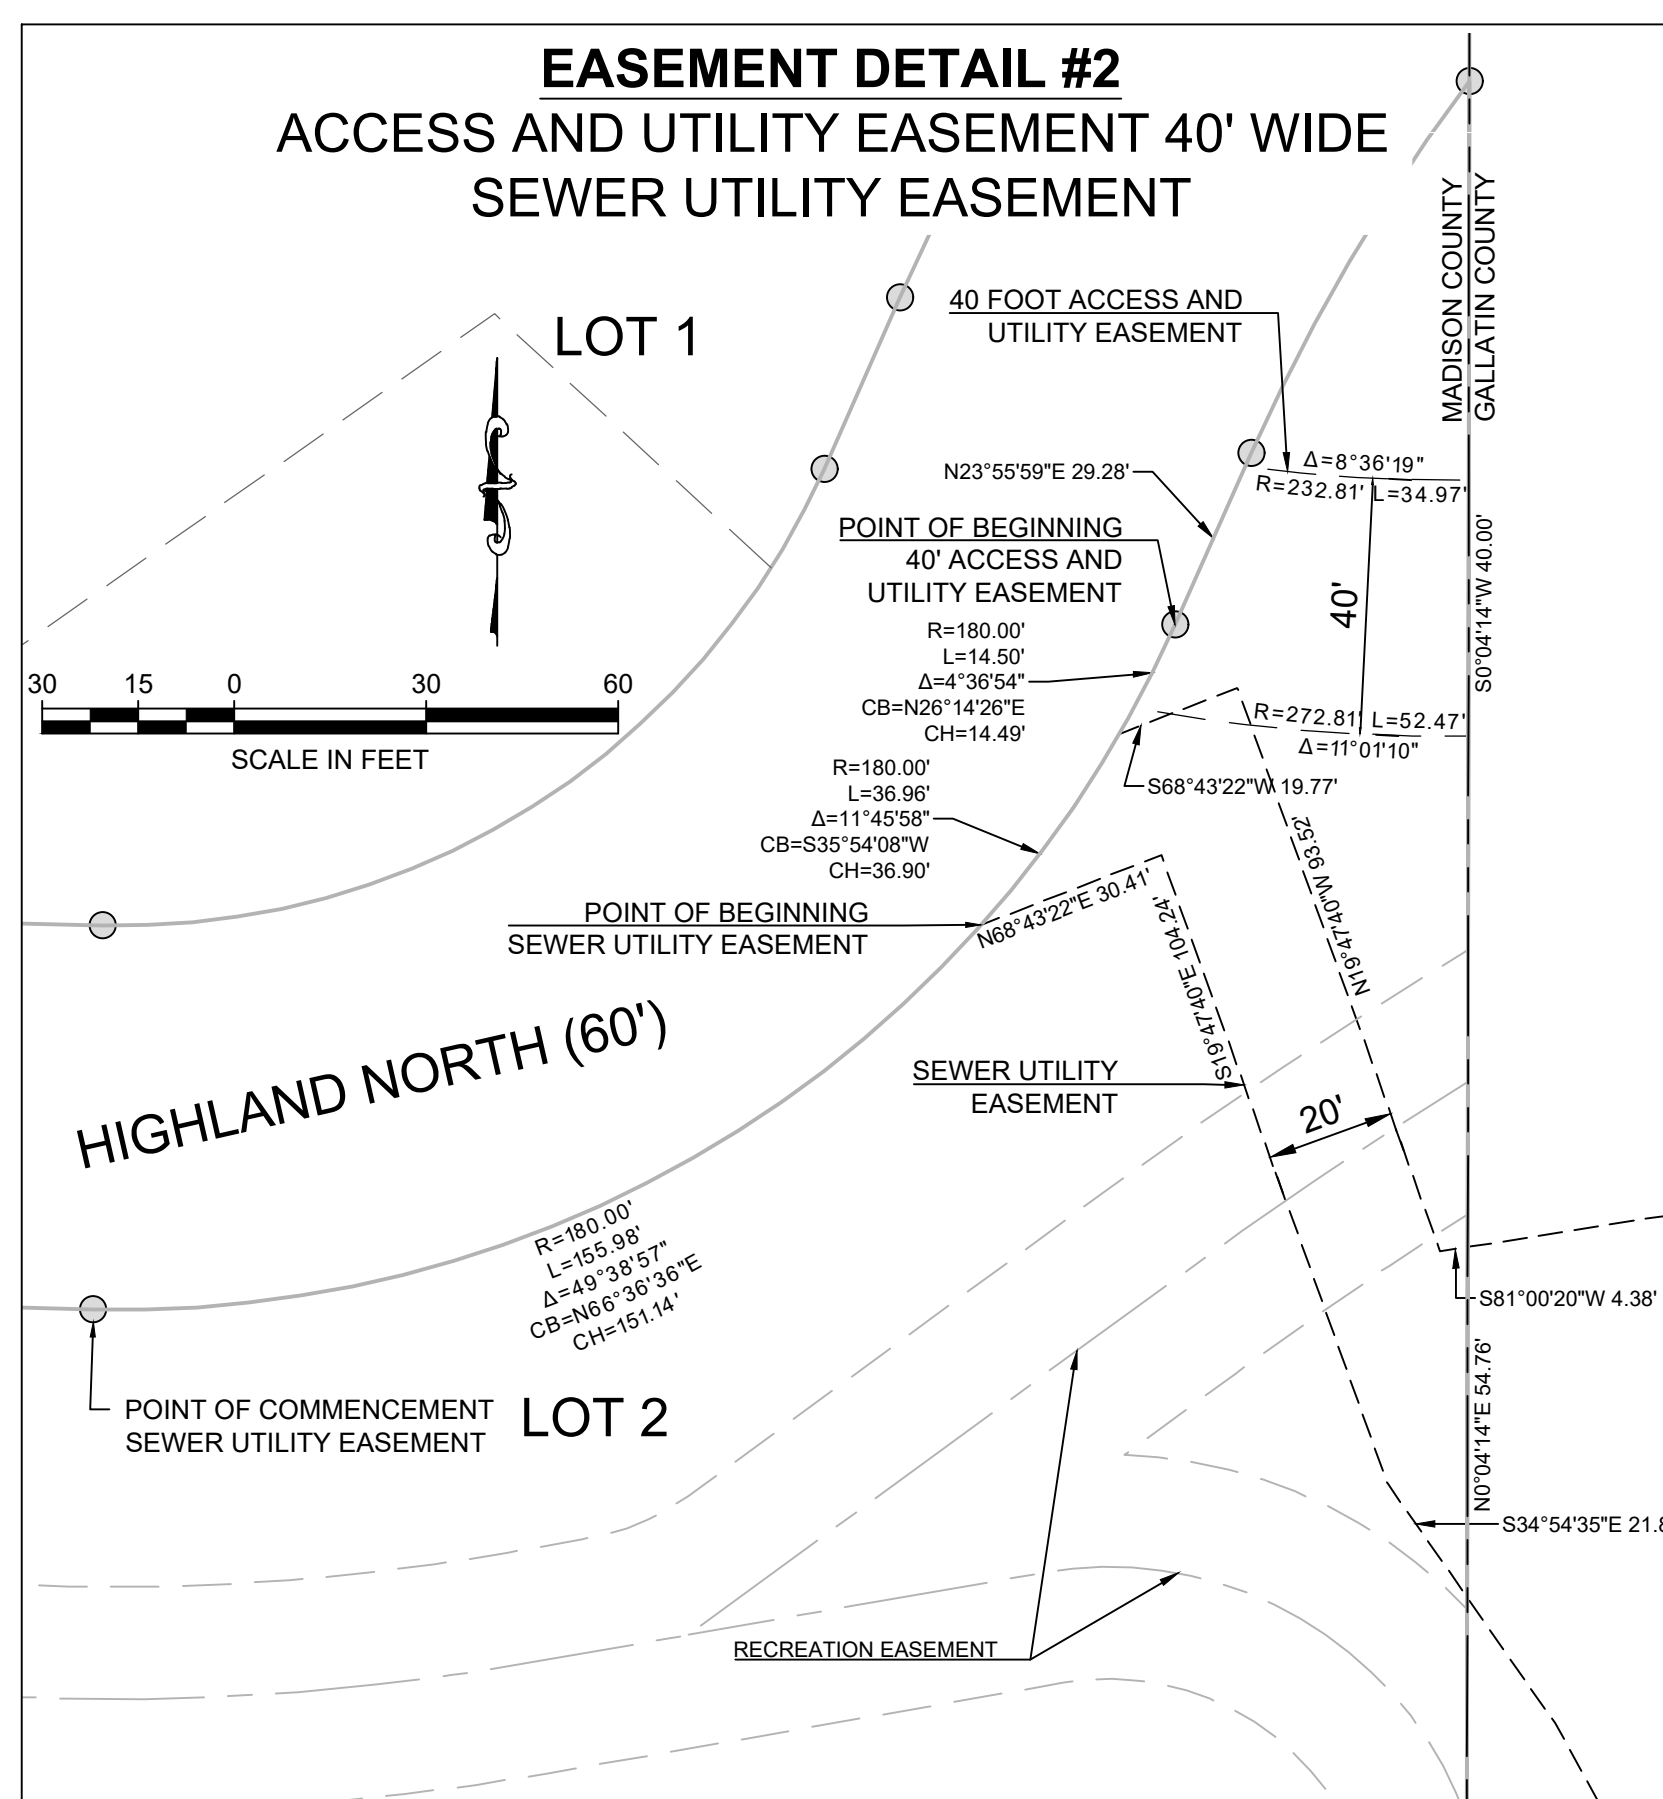 EASEMENT DETAIL #2
ACCESS AND UTILITY EASEMENT 40' WIDE
SEWER UTILITY EASEMENT
MADISON COUNTY
GALLATIN COUNTY
40 FOOT ACCESS AND
UTILITY EASEMENT
LOT 1
N23°55'59"E 29.28'
Δ=8°36'19"
R=232.81' L=34.97'
POINT OF BEGINNING
40' ACCESS AND
UTILITY EASEMENT
40'
S0°04'14"W 40.00'
R=180.00'
L=14.50'
Δ=4°36'54"
CB=N26°14'26"E
CH=14.49'
30 15 0 30 60
SCALE IN FEET
R=272.81' L=52.47'
Δ=11°01'10"
S68°43'22"W 19.77'
R=180.00'
L=36.96'
Δ=11°45'58"
CB=S35°54'08"W
CH=36.90'
N19°47'40"W 93.52'
POINT OF BEGINNING
SEWER UTILITY EASEMENT
N68°43'22"E 30.41'
S19°47'40"E 104.24'
HIGHLAND NORTH (60')
SEWER UTILITY
EASEMENT
20'
R=180.00'
L=155.98'
Δ=49°38'57"
CB=N66°36'36"E
CH=151.14'
S81°00'20"W 4.38'
POINT OF COMMENCEMENT
SEWER UTILITY EASEMENT
LOT 2
N0°04'14"E 54.76'
S34°54'35"E 21.8
RECREATION EASEMENT